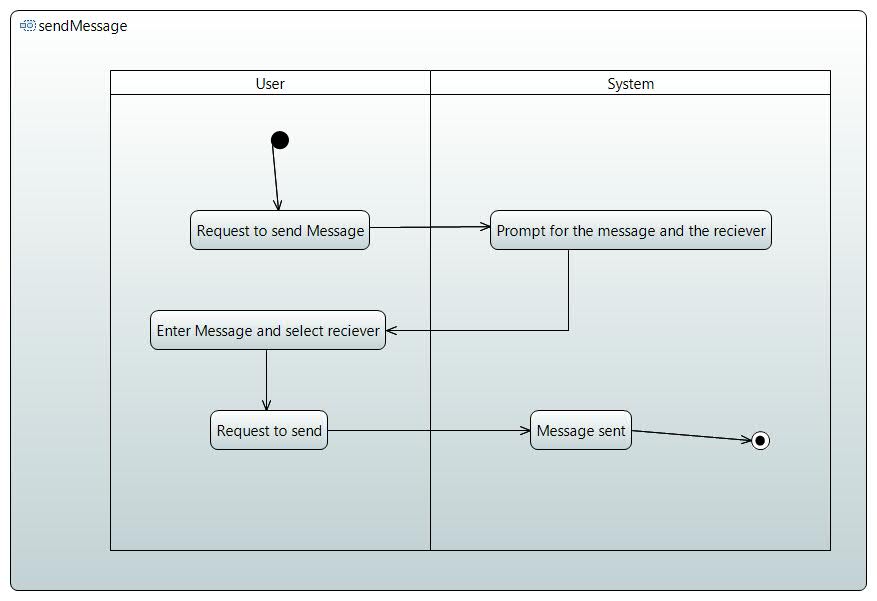 sendMessage
User
System
Request to send Message
Prompt for the message and the reciever
Enter Message and select reciever
Request to send
Message sent